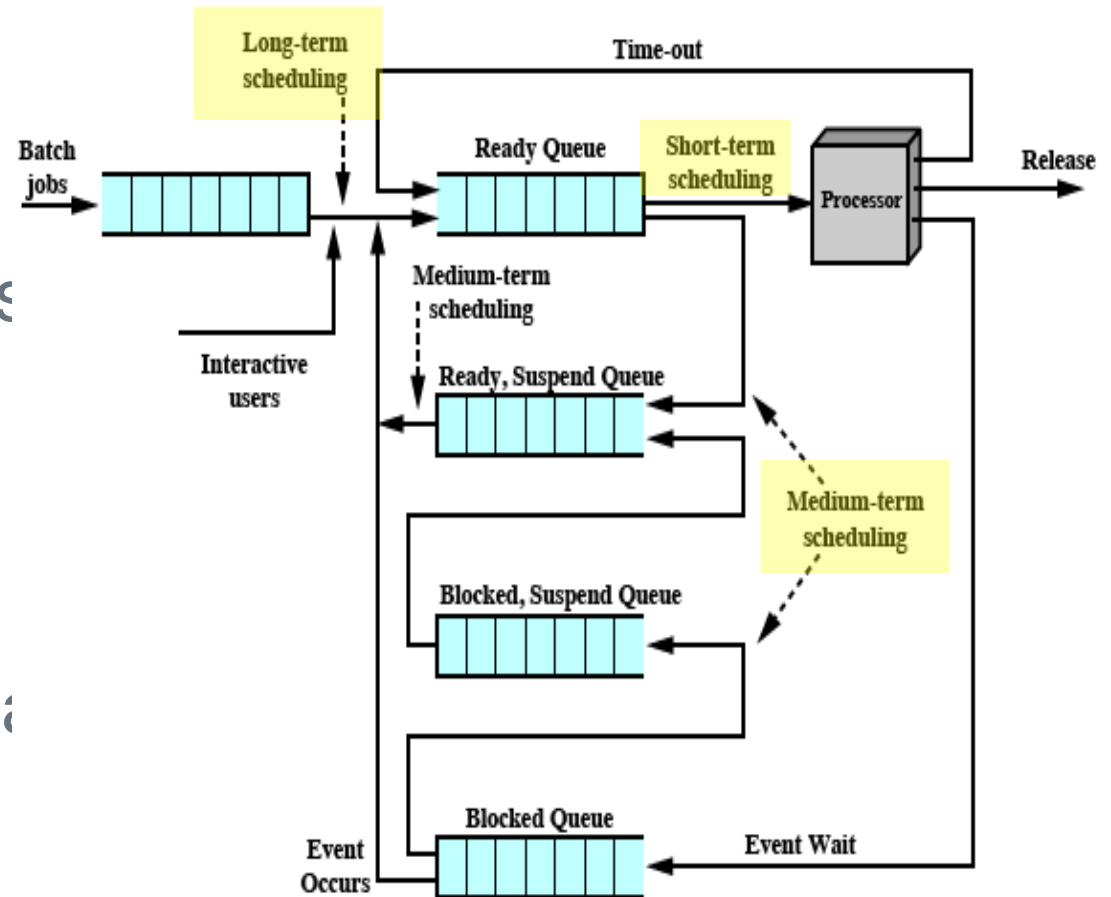 Long-term
scheduling
Time-out
Batch
jobs
Ready Queue
Short-term
scheduling
Processor
Release
Medium-term
scheduling
Interactive
users
Ready, Suspend Queue
Medium-term
scheduling
Blocked, Suspend Queue
Blocked Queue
Event
Occurs
Event Wait